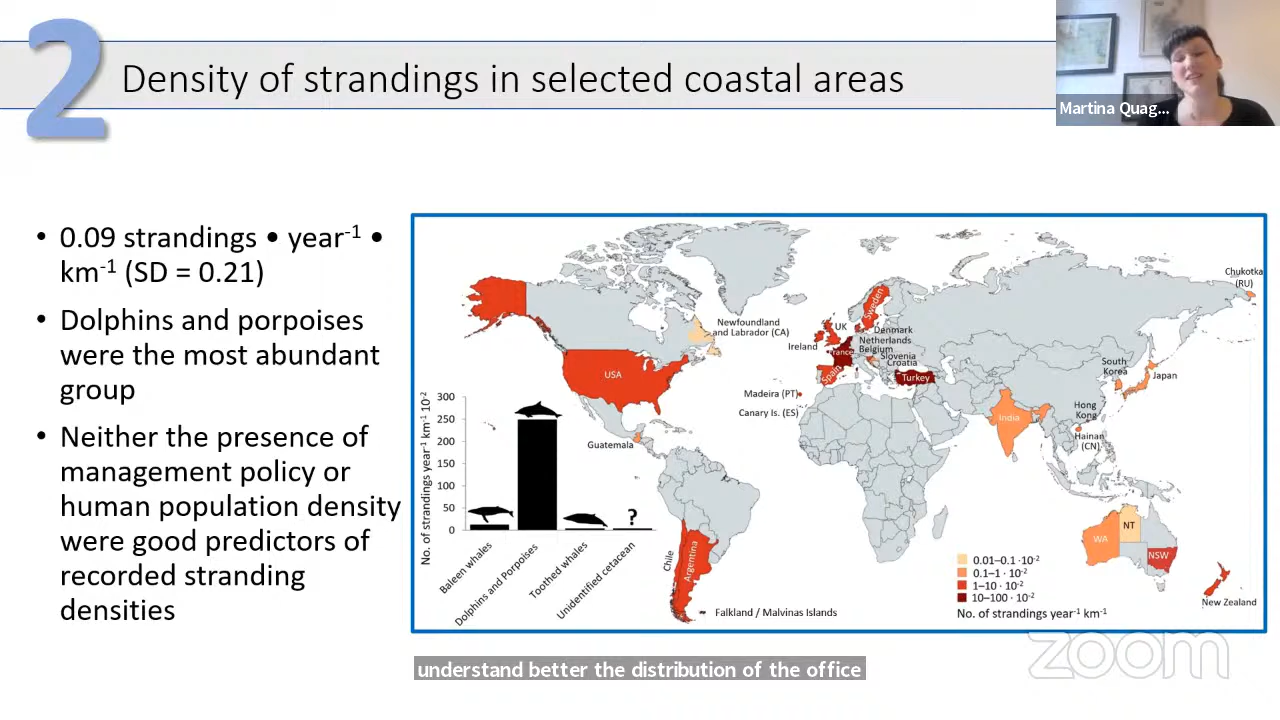 2
Density of strandings in selected coastal areas
Martina Quag...
• 0.09 strandings • year-1 •
km-1 (SD = 0.21)
• Dolphins and porpoises
were the most abundant
group
• Neither the presence of
management policy or
human population density
were good predictors of
recorded stranding
densities
Chukotka
(RU)
Newfoundland
and Labrador (CA)
Sweden
UK
Denmark
Netherlands
Ireland
Belgium
France
Slovenia
Croatia
Spain
Turkey
USA
South
Korea
Japan
Madeira (PT)
Canary Is. (ES)
Hong
Kong
India
Hainan
(CN)
Guatemala
No. of strandings year-1 km-1 10-2
300
250
200
150
100
50
0
?
Baleen whales
Dolphins and Porpoises
Toothed whales
Unidentified cetacean
NT
WA
NSW
Chile
Argentina
0.01–0.1 ·10-2
0.1–1 · 10-2
1–10 · 10-2
10–100 · 10-2
No. of strandings year-1 km-1
New Zealand
Falkland / Malvinas Islands
zoom
understand better the distribution of the office